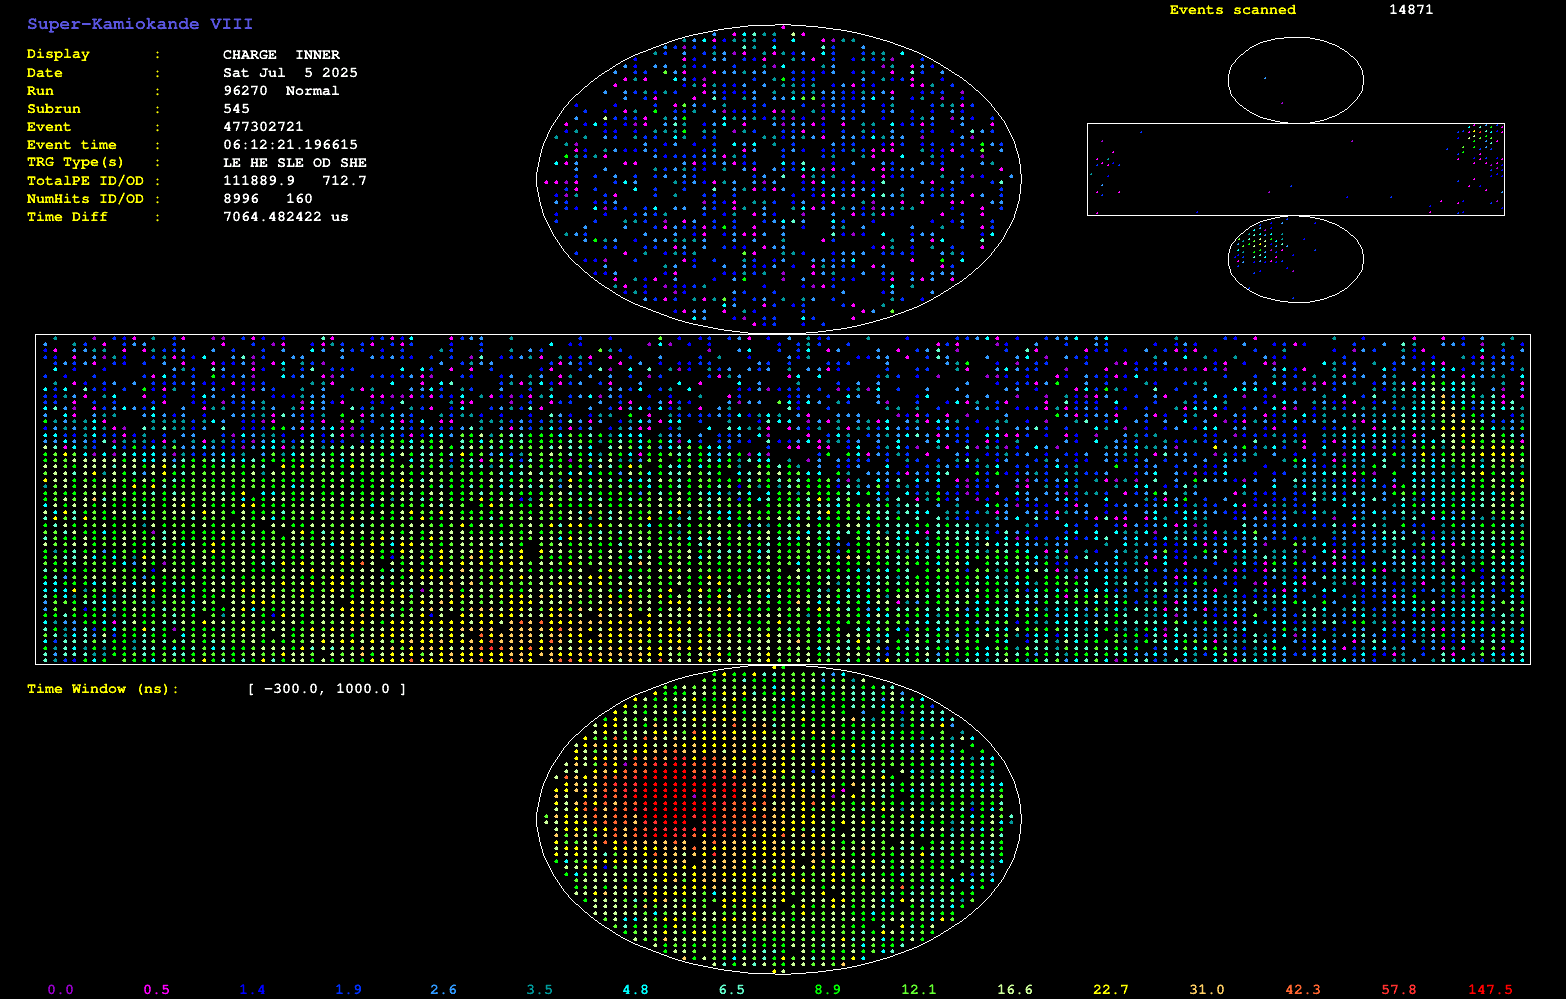 Super-Kamiokande VIII
Events scanned 14871
Display : CHARGE INNER
Date : Sat Jul 5 2025
Run : 96270 Normal
Subrun : 545
Event : 477302721
Event time : 06:12:21.196615
TRG Type(s) : LE HE SLE OD SHE
TotalPE ID/OD : 111889.9 712.7
NumHits ID/OD : 8996 160
Time Diff : 7064.482422 us
Time Window (ns): [ -300.0, 1000.0 ]
0.0 0.5 1.4 1.9 2.6 3.5 4.8 6.5 8.9 12.1 16.6 22.7 31.0 42.3 57.8 147.5